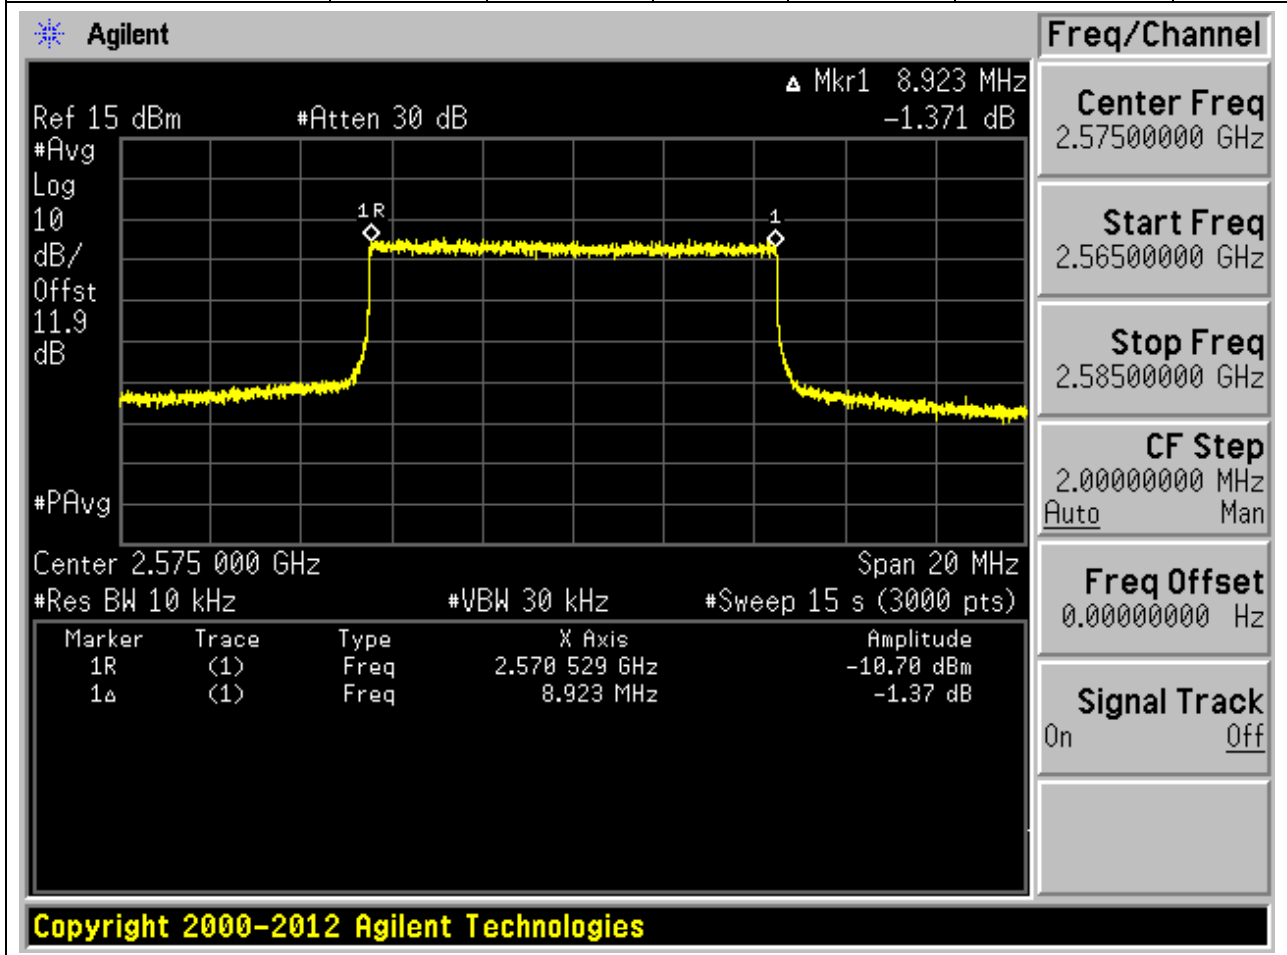 Agilent
Freq/Channel
Δ Mkr1 8.923 MHz
Ref 15 dBm #Atten 30 dB -1.371 dB
#Avg
Log
10
dB/
Offst
11.9
dB
1R
1
#PAvg
Center 2.575 000 GHz Span 20 MHz
#Res BW 10 kHz #VBW 30 kHz #Sweep 15 s (3000 pts)
Marker Trace Type X Axis Amplitude
1R (1) Freq 2.570 529 GHz -10.70 dBm
1Δ (1) Freq 8.923 MHz -1.37 dB
Center Freq
2.57500000 GHz
Start Freq
2.56500000 GHz
Stop Freq
2.58500000 GHz
CF Step
2.00000000 MHz
Auto Man
Freq Offset
0.00000000 Hz
Signal Track
On Off
Copyright 2000-2012 Agilent Technologies